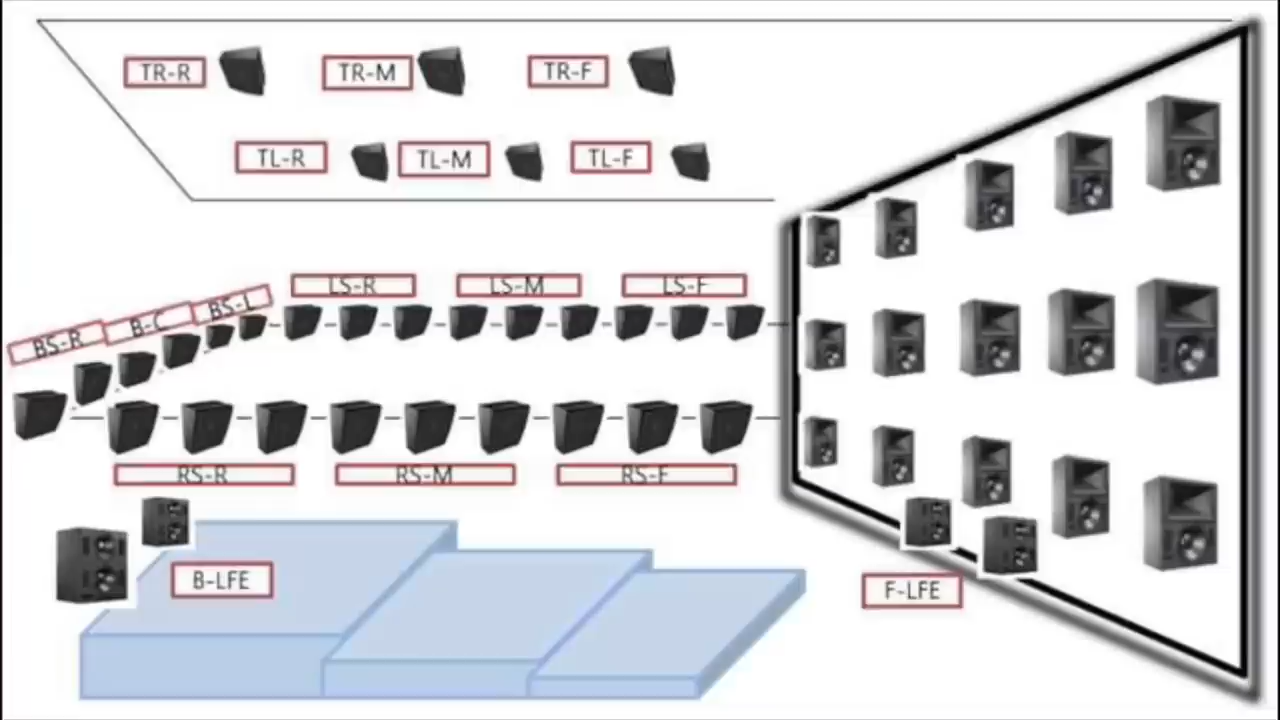 TR-R
TR-M
TR-F
TL-R
TL-M
TL-F
LS-R
LS-M
LS-F
BS-R
B-C
BS-L
RS-R
RS-M
RS-F
B-LFE
F-LFE